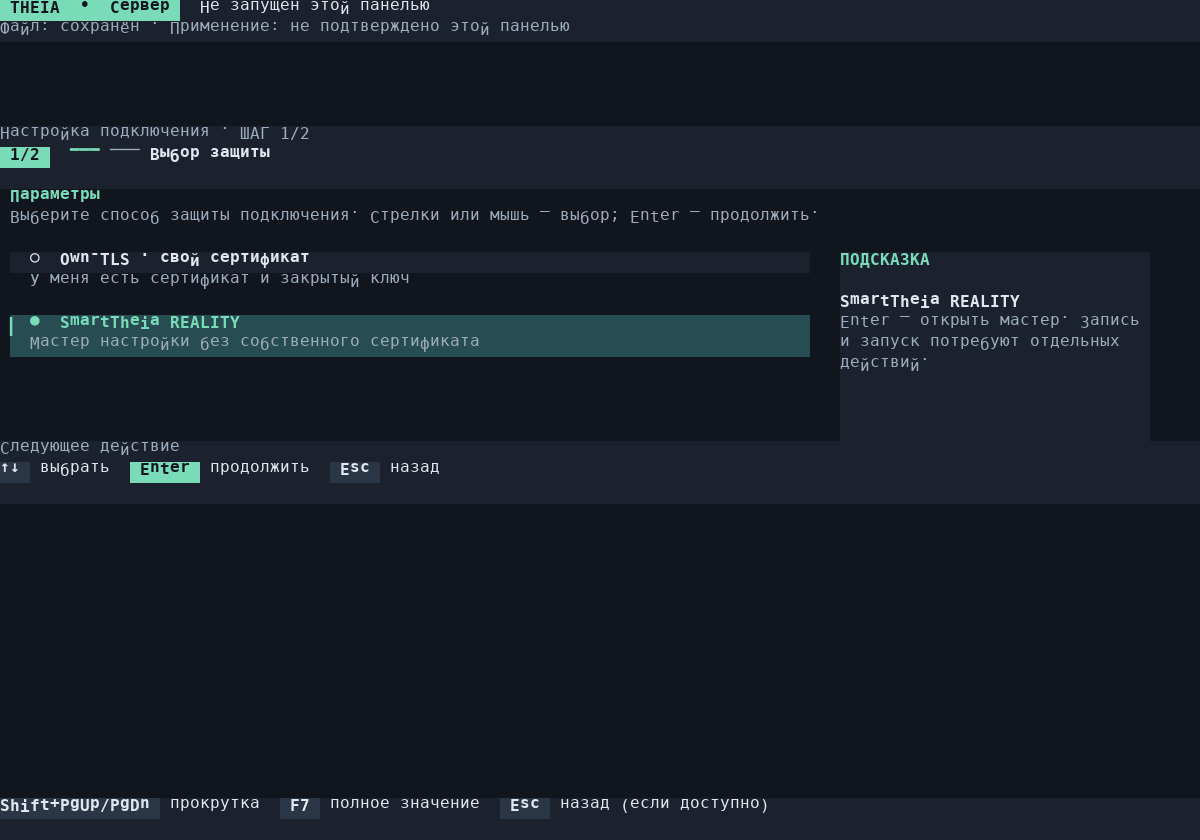 THEIA • Сервер Не запущен этой панелью
Файл: сохранён · Применение: не подтверждено этой панелью
Настройка подключения · ШАГ 1/2
1/2 ━━━ ─── Выбор защиты
Параметры
Выберите способ защиты подключения. Стрелки или мышь — выбор; Enter — продолжить.
○ Own-TLS · свой сертификат
У меня есть сертификат и закрытый ключ
● SmartTheia REALITY
Мастер настройки без собственного сертификата
ПОДСКАЗКА
SmartTheia REALITY
Enter — открыть мастер. Запись
и запуск потребуют отдельных
действий.
Следующее действие
↑↓ выбрать Enter продолжить Esc назад
Shift+PgUp/PgDn прокрутка F7 полное значение Esc назад (если доступно)